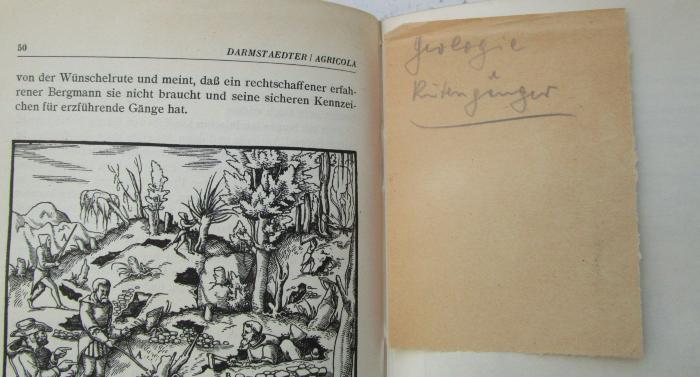 50
DARMSTAEDTER / AGRICOLA
von der Wünschelrute und meint, daß ein rechtschaffener erfah-
rener Bergmann sie nicht braucht und seine sicheren Kennzei-
chen für erzführende Gänge hat.
Geologie
Rutengänger